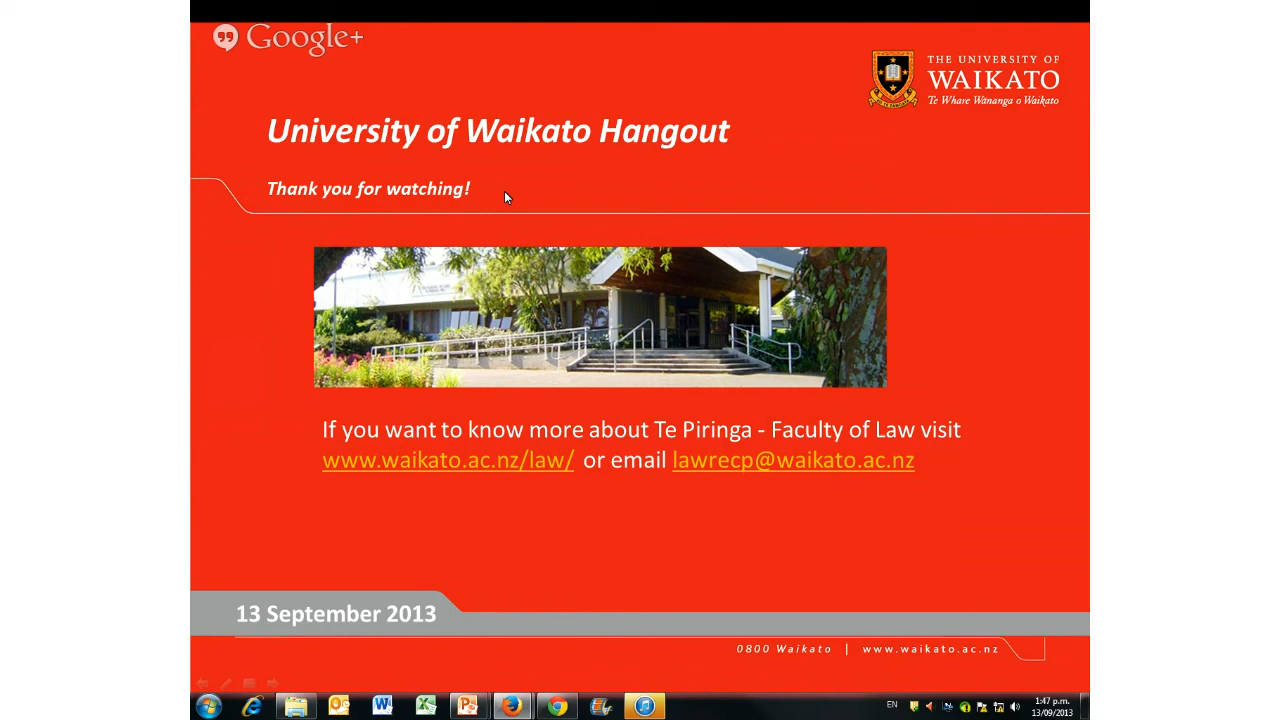 Google+
THE UNIVERSITY OF
WAIKATO
Te Whare Wānanga o Waikato
University of Waikato Hangout
Thank you for watching!
If you want to know more about Te Piringa - Faculty of Law visit
www.waikato.ac.nz/law/ or email lawrecp@waikato.ac.nz
13 September 2013
0800 Waikato | www.waikato.ac.nz
EN
1:47 p.m.
13/09/2013